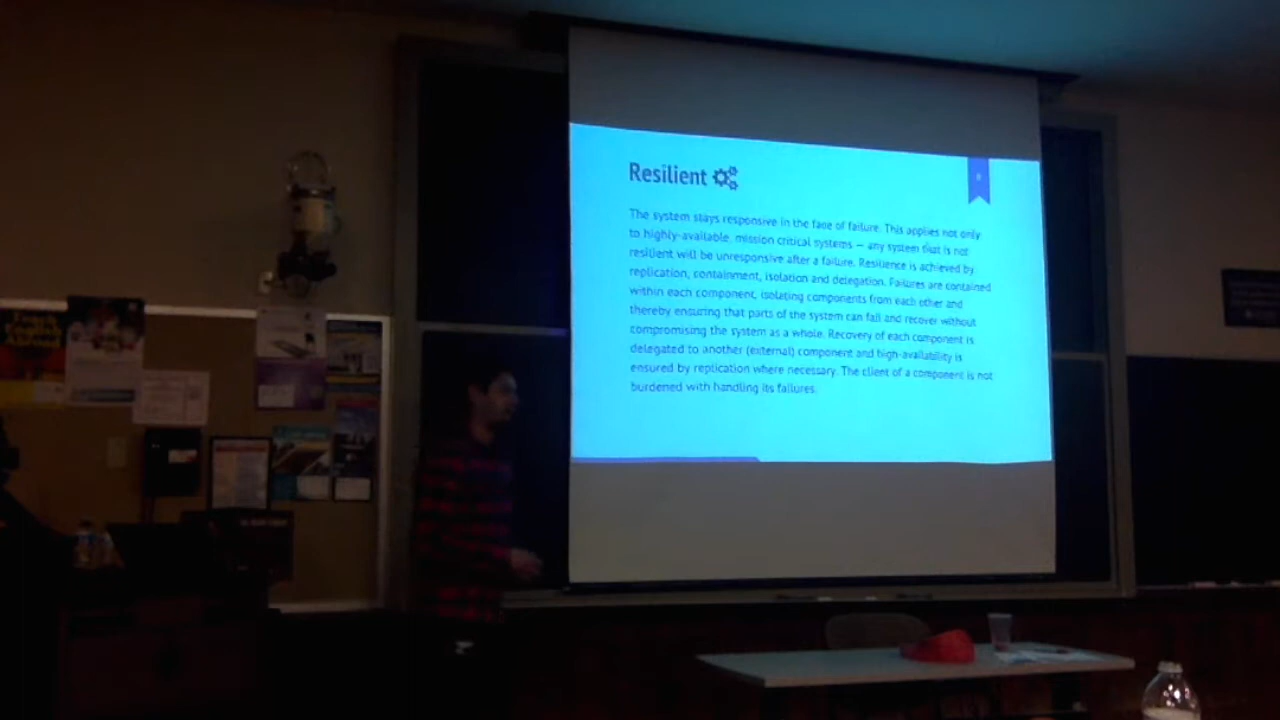 Resilient
The system stays responsive in the face of failure. This applies not only
to highly-available, mission critical systems — any system that is not
resilient will be unresponsive after a failure. Resilience is achieved by
replication, containment, isolation and delegation. Failures are contained
within each component, isolating components from each other and
thereby ensuring that parts of the system can fail and recover without
compromising the system as a whole. Recovery of each component is
delegated to another (external) component and high-availability is
ensured by replication where necessary. The client of a component is not
burdened with handling its failures.